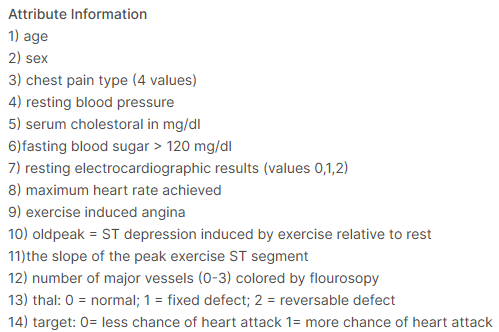 Attribute Information
1) age
2) sex
3) chest pain type (4 values)
4) resting blood pressure
5) serum cholestoral in mg/dl
6)fasting blood sugar > 120 mg/dl
7) resting electrocardiographic results (values 0,1,2)
8) maximum heart rate achieved
9) exercise induced angina
10) oldpeak = ST depression induced by exercise relative to rest
11)the slope of the peak exercise ST segment
12) number of major vessels (0-3) colored by flourosopy
13) thal: 0 = normal; 1 = fixed defect; 2 = reversable defect
14) target: 0= less chance of heart attack 1= more chance of heart attack